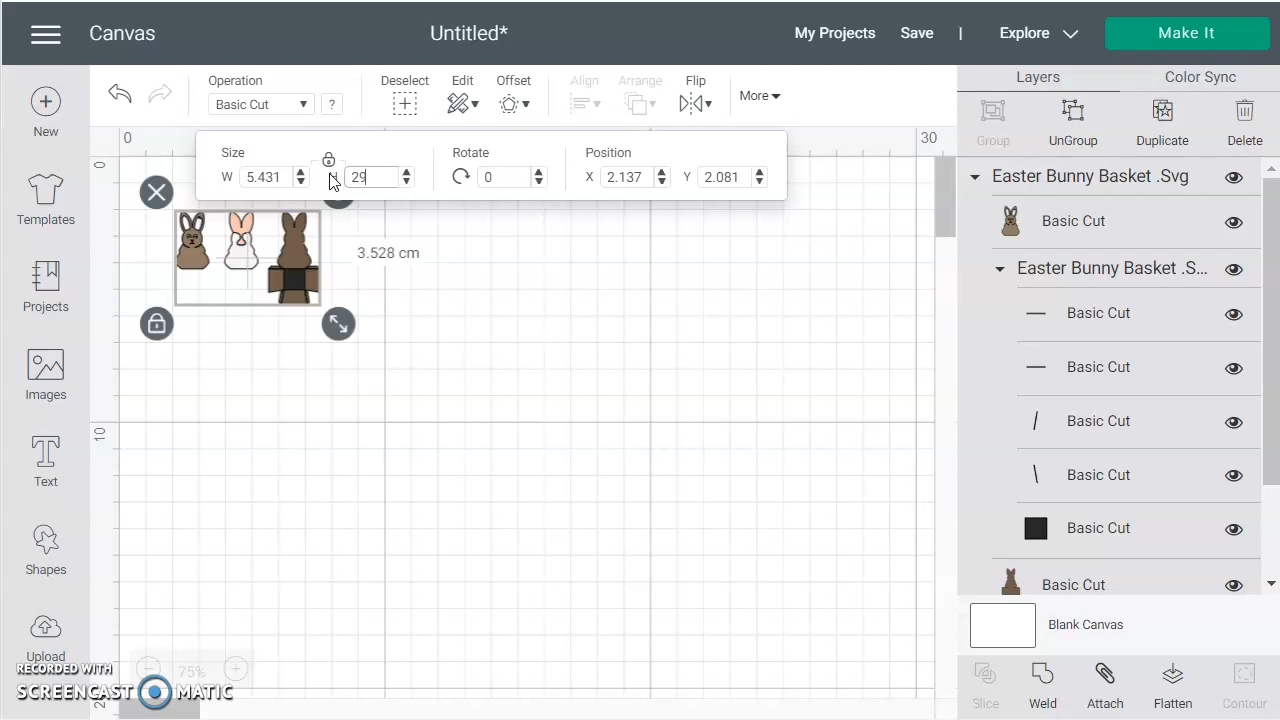 Canvas
Untitled*
My Projects
Save
|
Explore
Make It
New
Templates
Projects
Images
Text
Shapes
Upload
Operation
Basic Cut
?
Deselect
Edit
Offset
Align
Arrange
Flip
More
Size
W 5.431
29
Rotate
0
Position
X 2.137
Y 2.081
0
30
0
10
3.528 cm
75%
Layers
Color Sync
Group
UnGroup
Duplicate
Delete
Easter Bunny Basket .Svg
Basic Cut
Easter Bunny Basket .S...
Basic Cut
Basic Cut
Basic Cut
Basic Cut
Basic Cut
Basic Cut
Blank Canvas
Slice
Weld
Attach
Flatten
Contour
RECORDED WITH
SCREENCAST MATIC